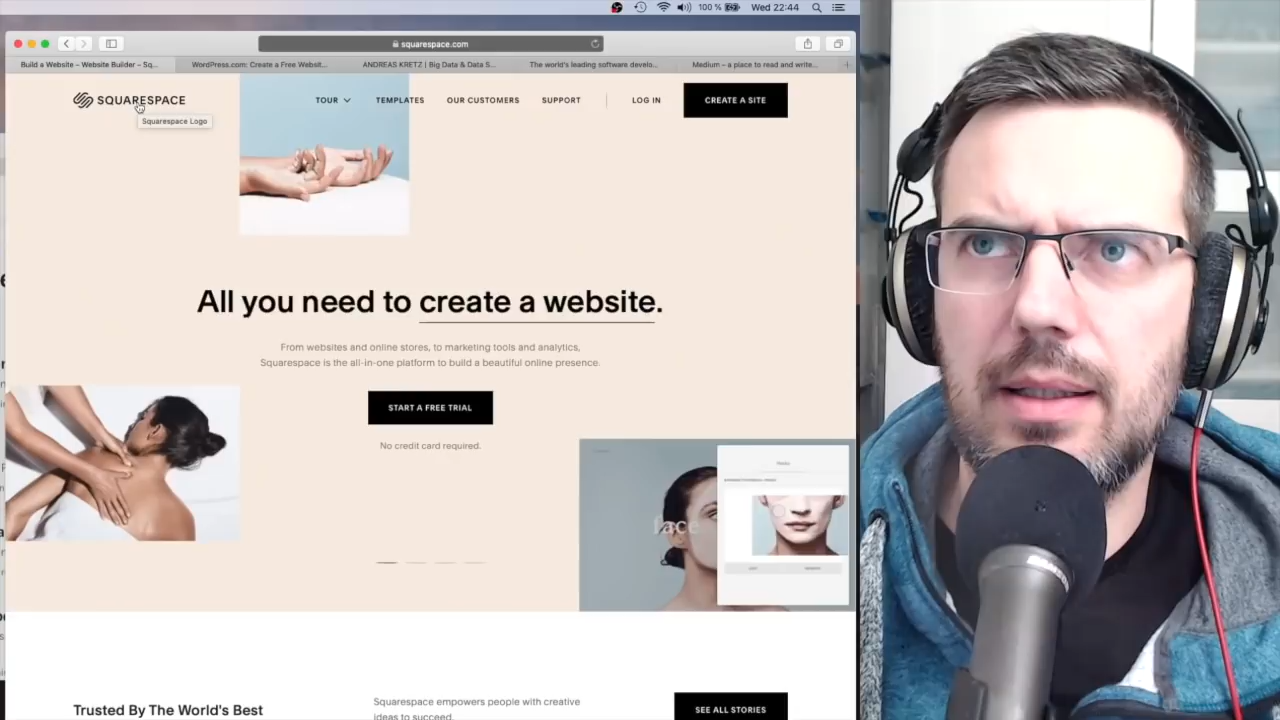 100 %
Wed 22:44
squarespace.com
Build a Website – Website Builder – Sq...
WordPress.com: Create a Free Websit...
ANDREAS KRETZ | Big Data & Data S...
The world's leading software develo...
Medium – a place to read and write...
SQUARESPACE
TOUR
TEMPLATES
OUR CUSTOMERS
SUPPORT
LOG IN
CREATE A SITE
Squarespace Logo
All you need to create a website.
From websites and online stores, to marketing tools and analytics,
Squarespace is the all-in-one platform to build a beautiful online presence.
START A FREE TRIAL
No credit card required.
face
Trusted By The World's Best
Squarespace empowers people with creative
ideas to succeed.
SEE ALL STORIES